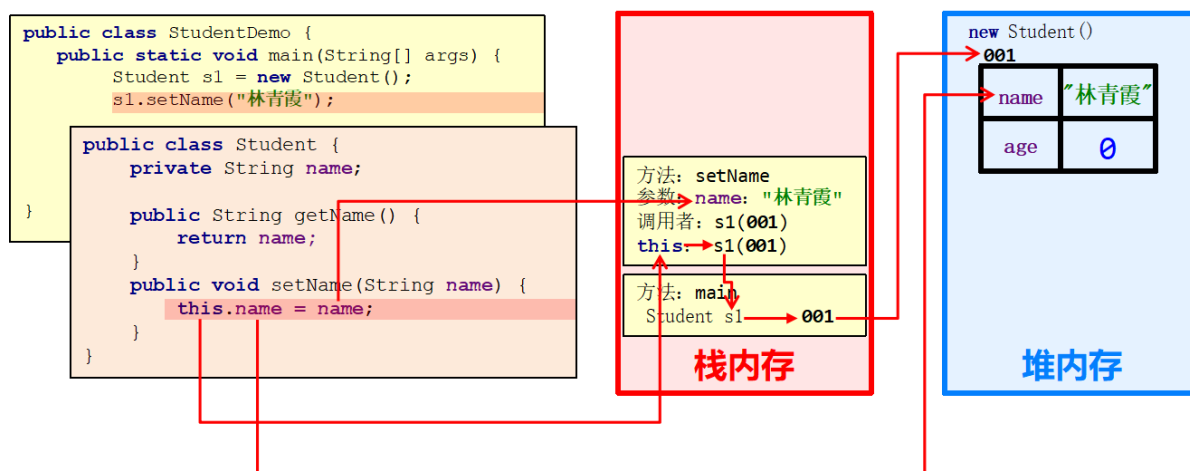 public class StudentDemo {
public static void main(String[] args) {
Student s1 = new Student();
s1.setName("林青霞");
}
public class Student {
private String name;
public String getName() {
return name;
}
public void setName(String name) {
this.name = name;
}
}
方法：setName
参数：name："林青霞"
调用者：s1(001)
this：s1(001)
方法：main
Student s1 001
栈内存
new Student()
001
name "林青霞"
age 0
堆内存